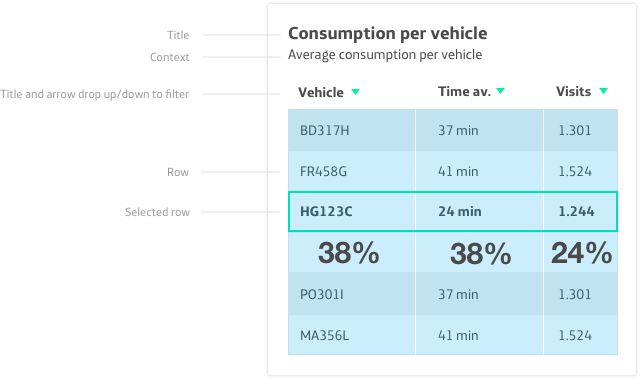 Title
Consumption per vehicle
Context
Average consumption per vehicle
Title and arrow drop up/down to filter
Vehicle Time av. Visits
BD317H 37 min 1.301
Row
FR458G 41 min 1.524
Selected row
HG123C 24 min 1.244
38% 38% 24%
PO301I 37 min 1.301
MA356L 41 min 1.524